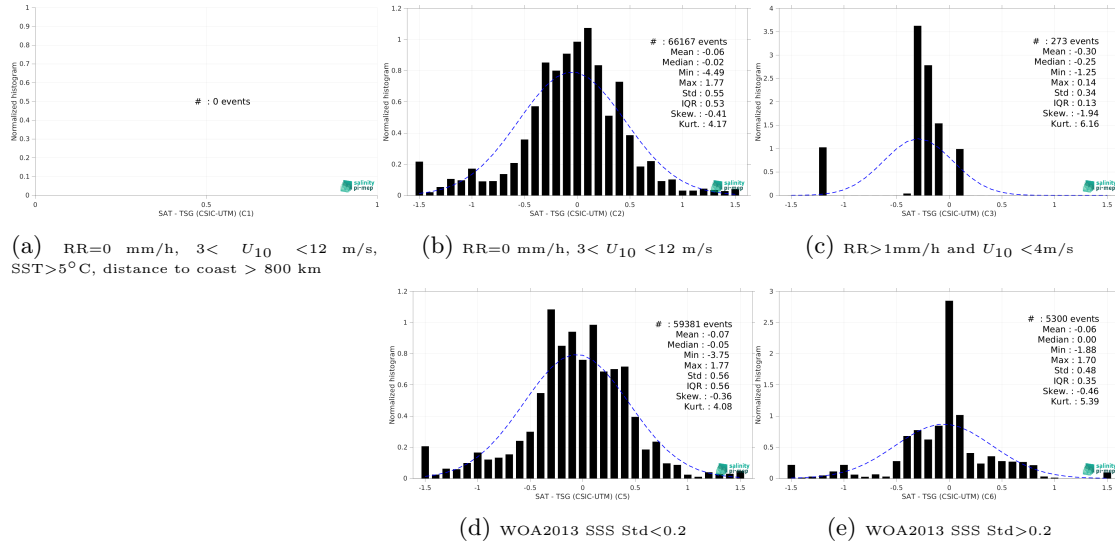 1
0.9
0.8
0.7
0.6
0.5
0.4
0.3
0.2
0.1
0
Normalized histogram
# : 0 events
salinity
pi-mep
0 0.5 1
SAT - TSG (CSIC-UTM) (C1)
(a) RR=0 mm/h, 3< U10 <12 m/s,
SST>5°C, distance to coast > 800 km
1.2
1
0.8
0.6
0.4
0.2
0
Normalized histogram
# : 66167 events
Mean : -0.06
Median : -0.02
Min : -4.49
Max : 1.77
Std : 0.55
IQR : 0.53
Skew. : -0.41
Kurt. : 4.17
salinity
pi-mep
-1.5 -1 -0.5 0 0.5 1 1.5
SAT - TSG (CSIC-UTM) (C2)
(b) RR=0 mm/h, 3< U10 <12 m/s
4
3.5
3
2.5
2
1.5
1
0.5
0
Normalized histogram
# : 273 events
Mean : -0.30
Median : -0.25
Min : -1.25
Max : 0.14
Std : 0.34
IQR : 0.13
Skew. : -1.94
Kurt. : 6.16
salinity
pi-mep
-1.5 -1 -0.5 0 0.5 1 1.5
SAT - TSG (CSIC-UTM) (C3)
(c) RR>1mm/h and U10 <4m/s
1.2
1
0.8
0.6
0.4
0.2
0
Normalized histogram
# : 59381 events
Mean : -0.07
Median : -0.05
Min : -3.75
Max : 1.77
Std : 0.56
IQR : 0.56
Skew. : -0.36
Kurt. : 4.08
salinity
pi-mep
-1.5 -1 -0.5 0 0.5 1 1.5
SAT - TSG (CSIC-UTM) (C5)
(d) WOA2013 SSS Std<0.2
3
2.5
2
1.5
1
0.5
0
Normalized histogram
# : 5300 events
Mean : -0.06
Median : 0.00
Min : -1.88
Max : 1.70
Std : 0.48
IQR : 0.35
Skew. : -0.46
Kurt. : 5.39
salinity
pi-mep
-1.5 -1 -0.5 0 0.5 1 1.5
SAT - TSG (CSIC-UTM) (C6)
(e) WOA2013 SSS Std>0.2